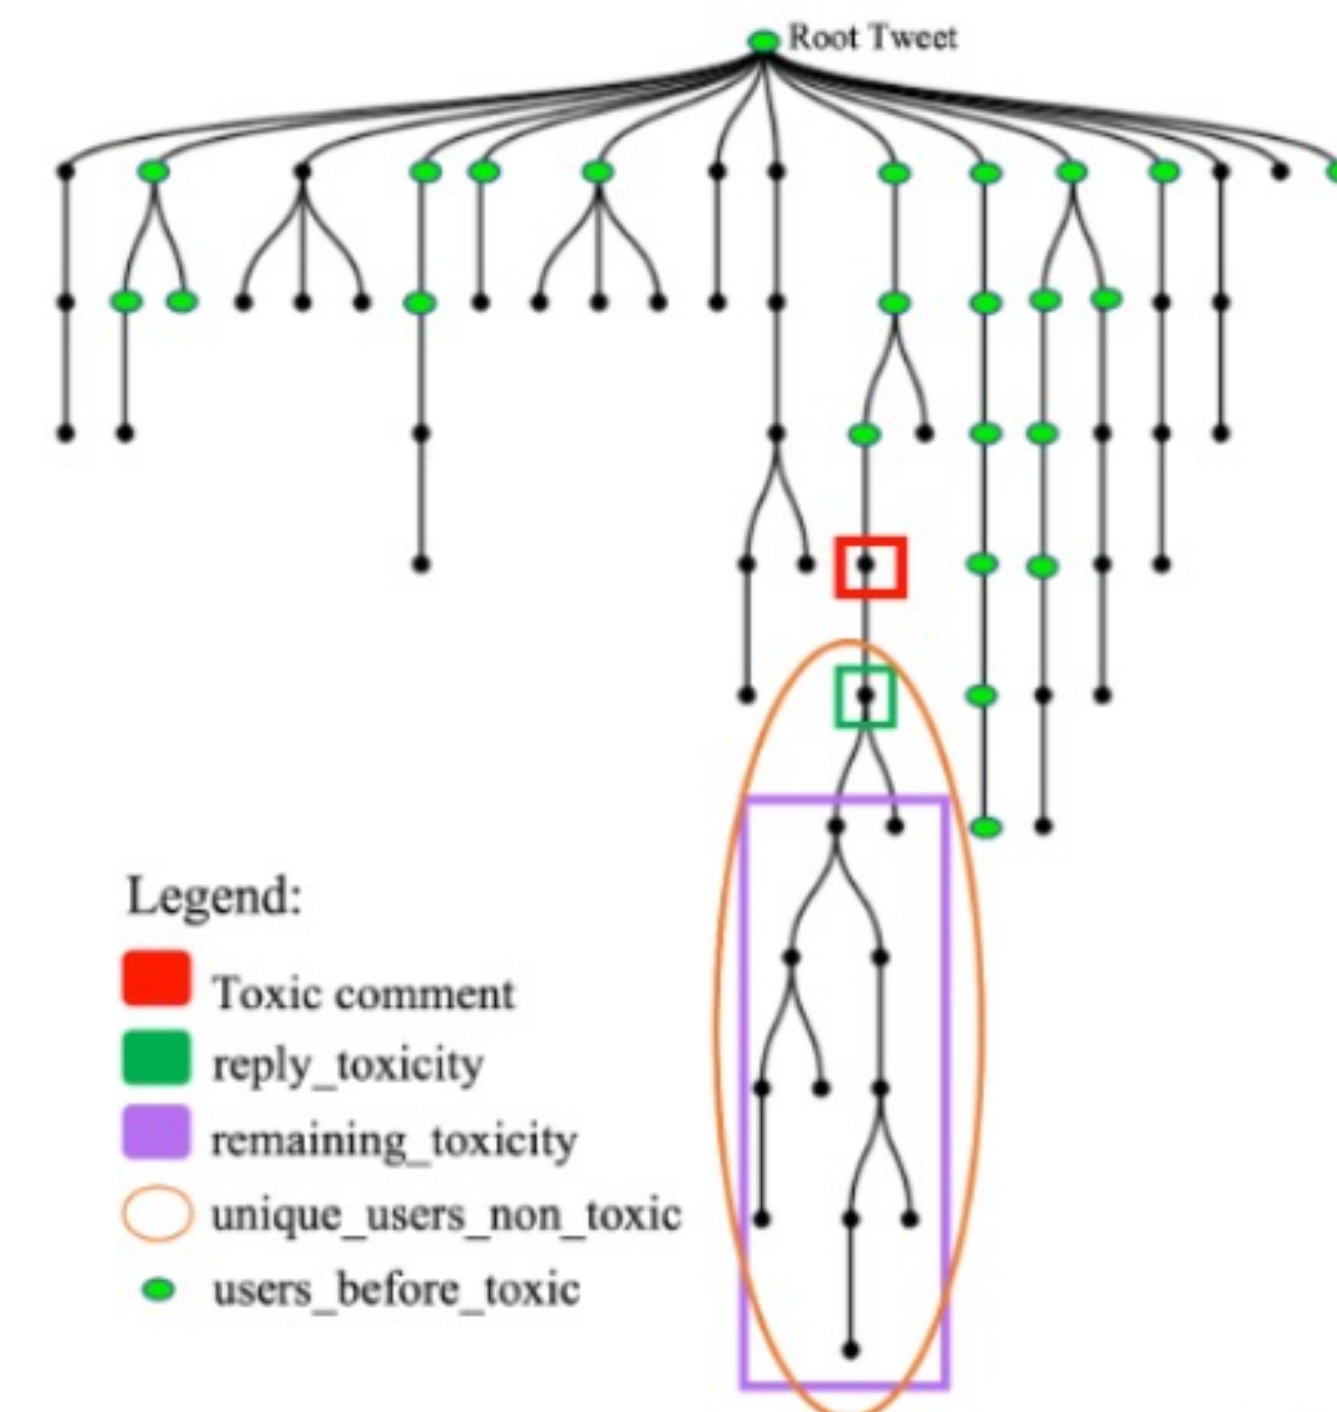 Root Tweet
Legend:
Toxic comment
reply_toxicity
remaining_toxicity
unique_users_non_toxic
users_before_toxic